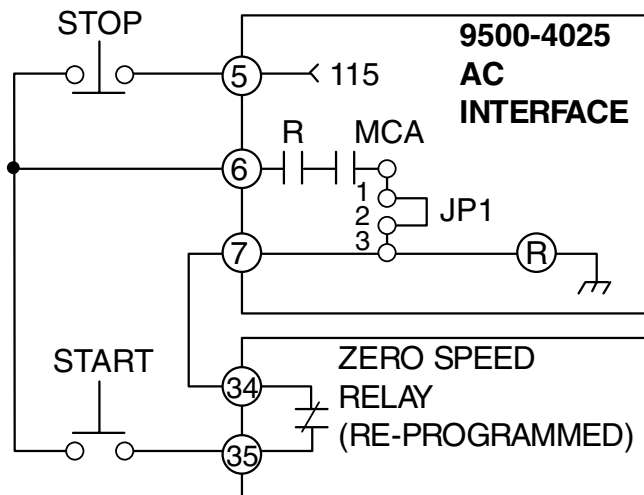 STOP
9500-4025
AC
INTERFACE
5
115
R
MCA
6
1
2
JP1
3
7
R
START
ZERO SPEED
34
RELAY
(RE-PROGRAMMED)
35